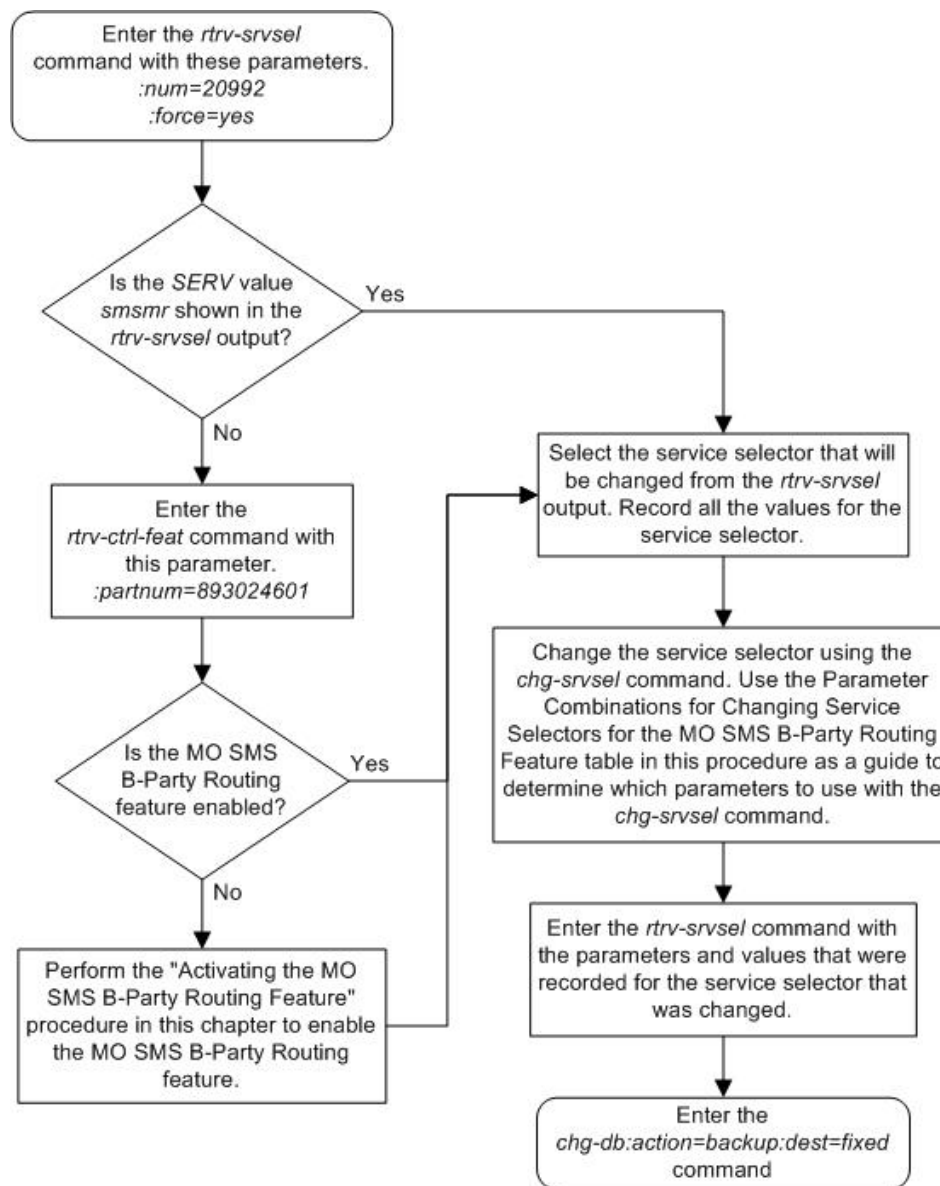 Enter the rtrv-srvsel
command with these parameters.
:num=20992
:force=yes
Is the SERV value
smsmr shown in the
rtrv-srvsel output?
Yes
No
Enter the
rtrv-ctrl-feat command with
this parameter.
:partnum=893024601
Is the MO SMS
B-Party Routing
feature enabled?
Yes
No
Perform the "Activating the MO
SMS B-Party Routing Feature"
procedure in this chapter to enable
the MO SMS B-Party Routing
feature.
Select the service selector that will
be changed from the rtrv-srvsel
output. Record all the values for the
service selector.
Change the service selector using the
chg-srvsel command. Use the Parameter
Combinations for Changing Service
Selectors for the MO SMS B-Party Routing
Feature table in this procedure as a guide to
determine which parameters to use with the
chg-srvsel command.
Enter the rtrv-srvsel command with
the parameters and values that were
recorded for the service selector that
was changed.
Enter the
chg-db:action=backup:dest=fixed
command